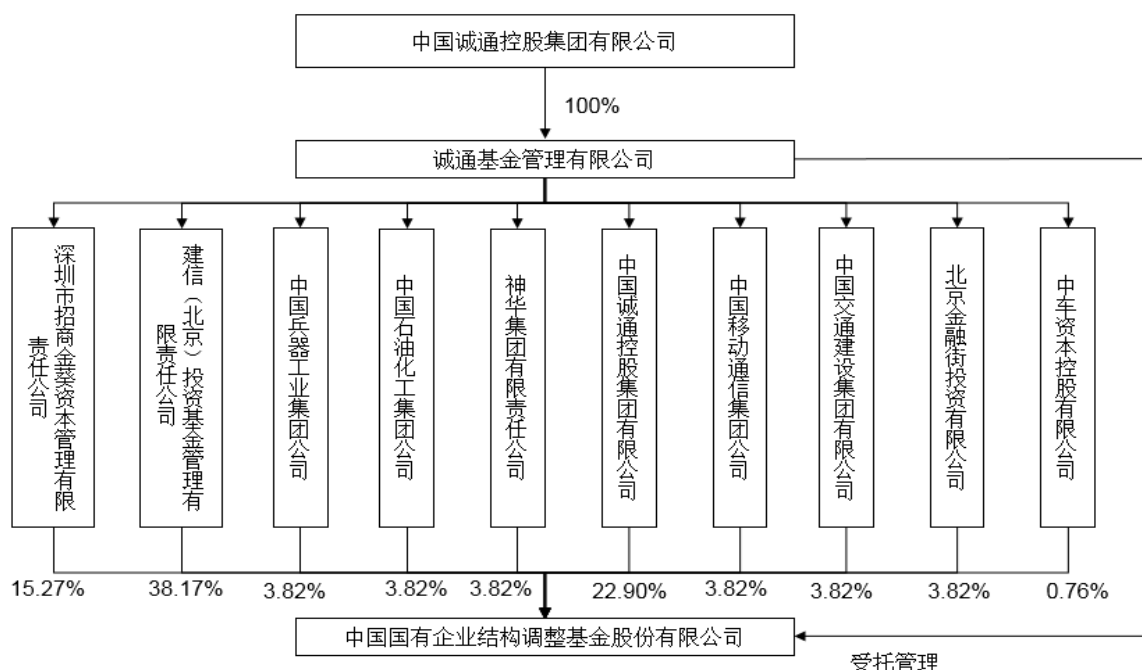 中国诚通控股集团有限公司
100%
诚通基金管理有限公司
深圳市招商金葵资本管理有限
责任公司
建信（北京）投资基金管理有
限责任公司
中国兵器工业集团公司
中国石油化工集团公司
神华集团有限责任公司
中国诚通控股集团有限公司
中国移动通信集团公司
中国交通建设集团有限公司
北京金融街投资有限公司
中车资本控股有限公司
15.27%
38.17%
3.82%
3.82%
3.82%
22.90%
3.82%
3.82%
3.82%
0.76%
中国国有企业结构调整基金股份有限公司
受托管理